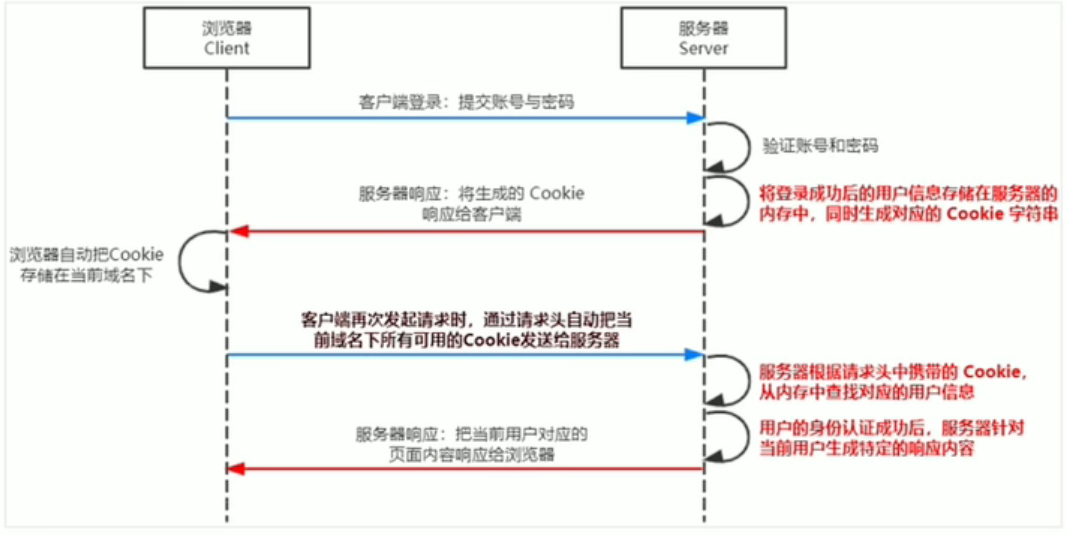 浏览器
Client
服务器
Server
客户端登录：提交账号与密码
验证账号和密码
将登录成功后的用户信息存储在服务器的
内存中，同时生成对应的 Cookie 字符串
服务器响应：将生成的 Cookie
响应给客户端
浏览器自动把Cookie
存储在当前域名下
客户端再次发起请求时，通过请求头自动把当
前域名下所有可用的Cookie发送给服务器
服务器根据请求头中携带的 Cookie，
从内存中查找对应的用户信息
用户的身份认证成功后，服务器针对
当前用户生成特定的响应内容
服务器响应：把当前用户对应的
页面内容响应给浏览器